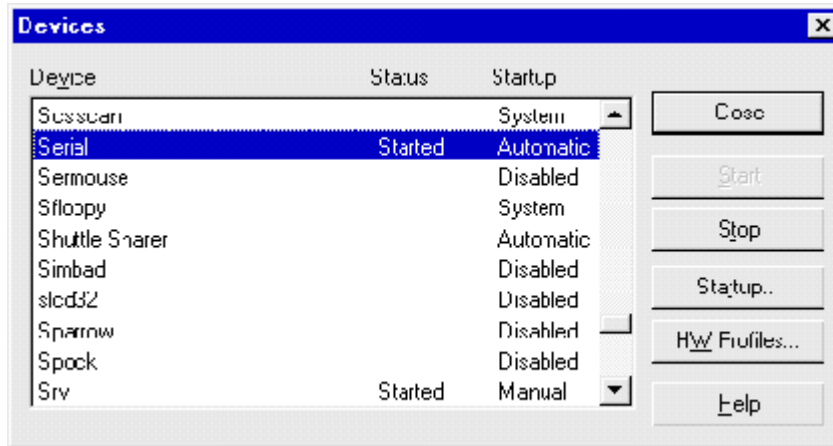 Devices
Device Status Startup
Scsiscan System
Serial Started Automatic
Sermouse Disabled
Sfloppy System
Shuttle Sharer Automatic
Simbad Disabled
slcd32 Disabled
Sparrow Disabled
Spock Disabled
Srv Started Manual
Close
Start
Stop
Startup...
HW Profiles...
Help